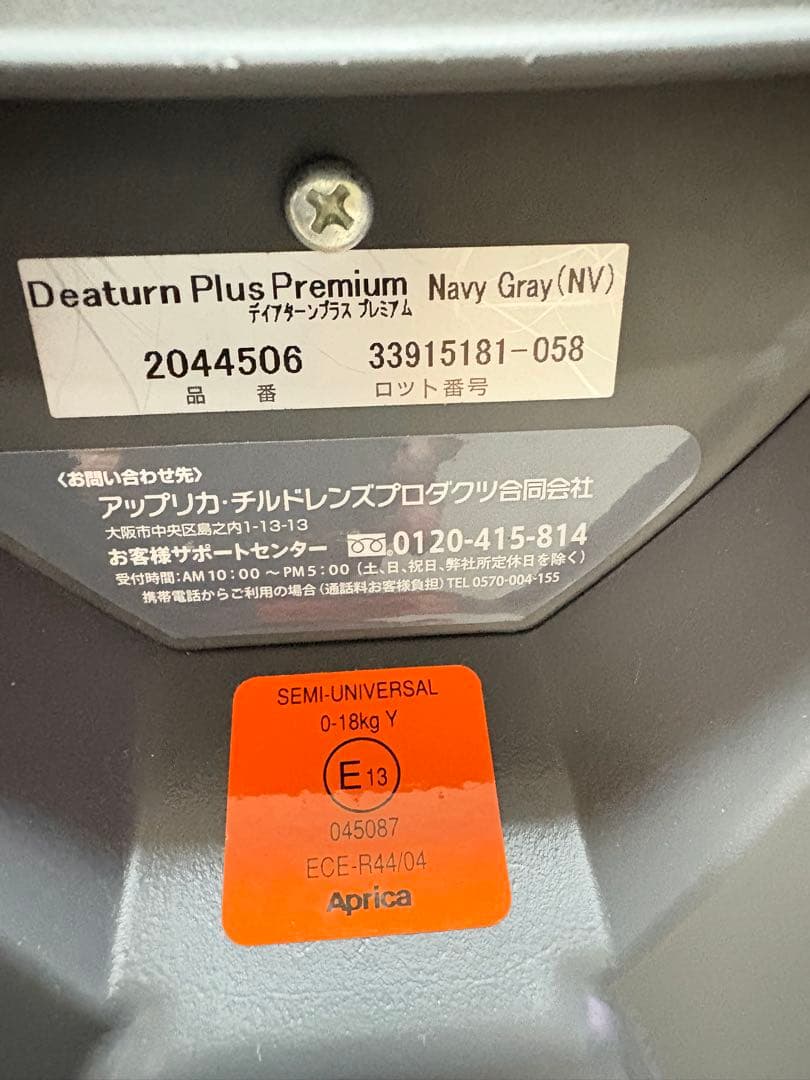 Deaturn Plus Premium Navy Gray(NV)
ディアターンプラス プレミアム
2044506 33915181-058
品番 ロット番号
〈お問い合わせ先〉
アップリカ・チルドレンズプロダクツ合同会社
大阪市中央区島之内1-13-13
お客様サポートセンター 0120-415-814
受付時間:AM10:00～PM5:00(土、日、祝日、弊社所定休日を除く)
携帯電話からご利用の場合(通話料お客様負担)TEL 0570-004-155
SEMI-UNIVERSAL
0-18kg Y
E 13
045087
ECE-R44/04
Aprica